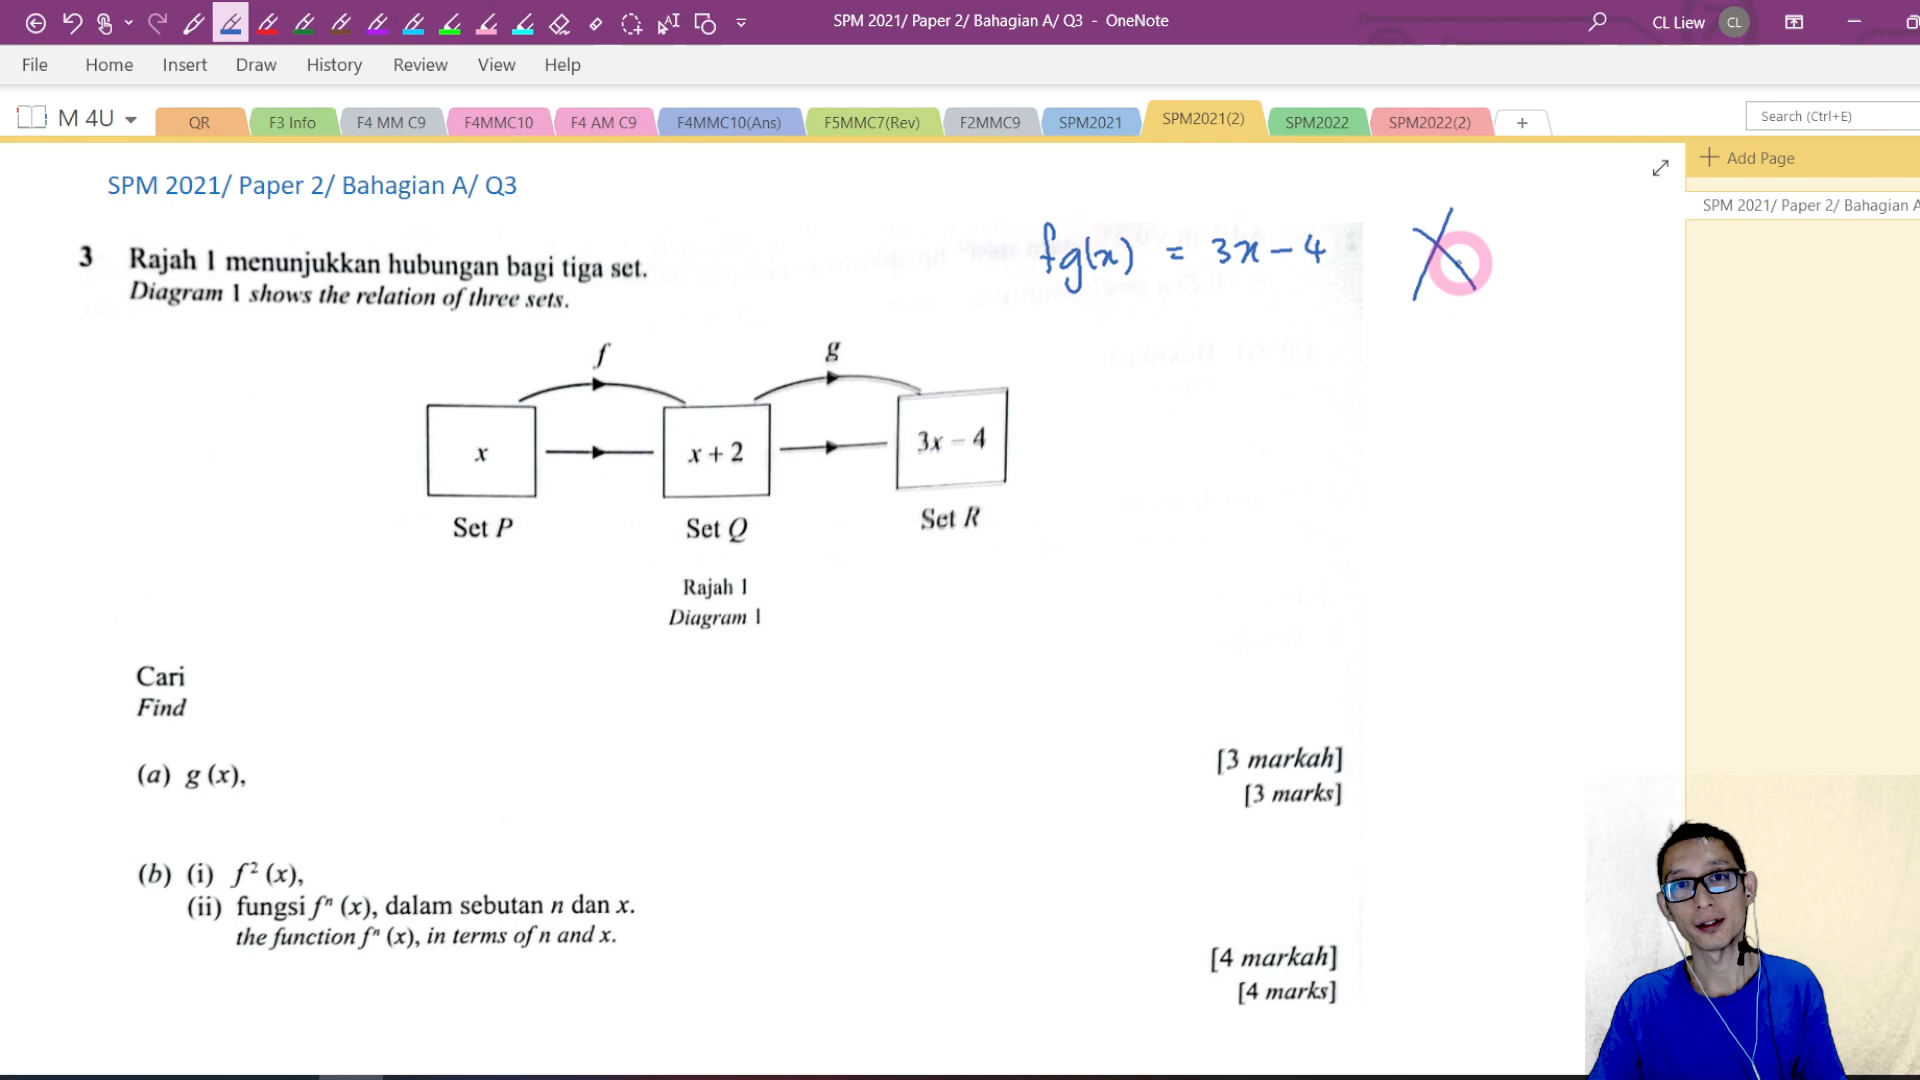 SPM 2021/ Paper 2/ Bahagian A/ Q3 - OneNote
CL Liew
CL
File Home Insert Draw History Review View Help
M 4U
QR
F3 Info
F4 MM C9
F4MMC10
F4 AM C9
F4MMC10(Ans)
F5MMC7(Rev)
F2MMC9
SPM2021
SPM2021(2)
SPM2022
SPM2022(2)
+
Search (Ctrl+E)
Add Page
SPM 2021/ Paper 2/ Bahagian A
SPM 2021/ Paper 2/ Bahagian A/ Q3
fg(x) = 3x - 4
3 Rajah 1 menunjukkan hubungan bagi tiga set.
Diagram 1 shows the relation of three sets.
f g
x x + 2 3x - 4
Set P Set Q Set R
Rajah 1
Diagram 1
Cari
Find
[3 markah]
(a) g (x),
[3 marks]
(b) (i) f² (x),
(ii) fungsi fⁿ (x), dalam sebutan n dan x.
the function fⁿ (x), in terms of n and x.
[4 markah]
[4 marks]